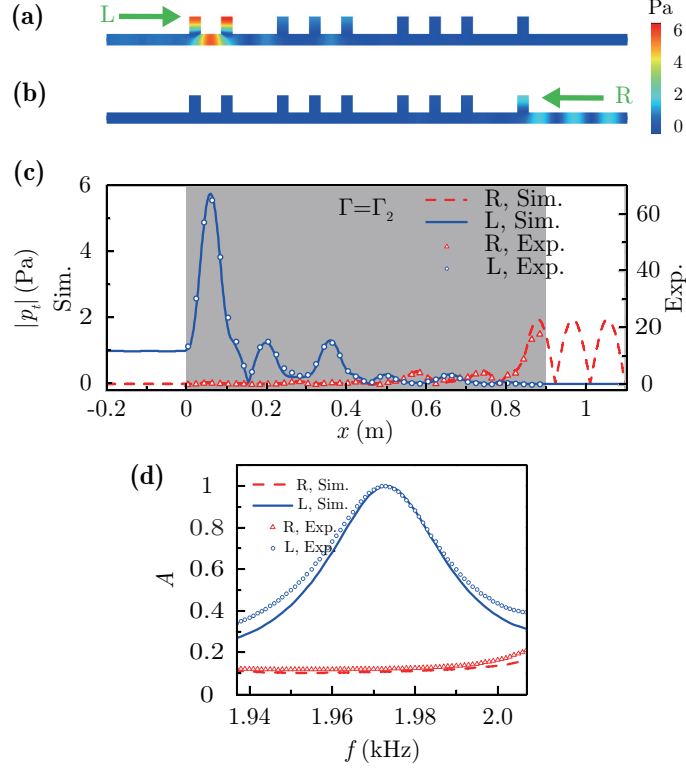 (a)
L
Pa
6
4
2
0
(b)
R
(c)
6
4
2
0
|p_t| (Pa)
Sim.
Γ=Γ₂
R, Sim.
L, Sim.
R, Exp.
L, Exp.
60
40
20
0
Exp.
-0.2 0 0.2 0.4 0.6 0.8 1
x (m)
(d)
R, Sim.
L, Sim.
R, Exp.
L, Exp.
1
0.8
0.6
0.4
0.2
0
A
1.94 1.96 1.98 2.0
f (kHz)